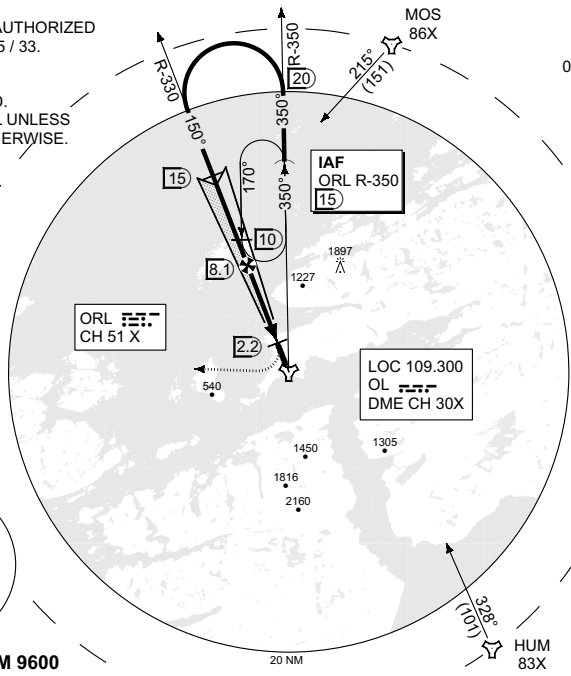 AUTHORIZED
5 / 33.
D.
L UNLESS
ERWISE.
MOS
86X
215°
(151)
0
R-330
R-350
20
350°
150°
15
170°
350°
IAF
ORL R-350
15
10
8.1
1897
1227
ORL
CH 51 X
2.2
LOC 109.300
OL
DME CH 30X
540
1450
1305
1816
2160
328°
(101)
HUM
83X
M 9600
20 NM